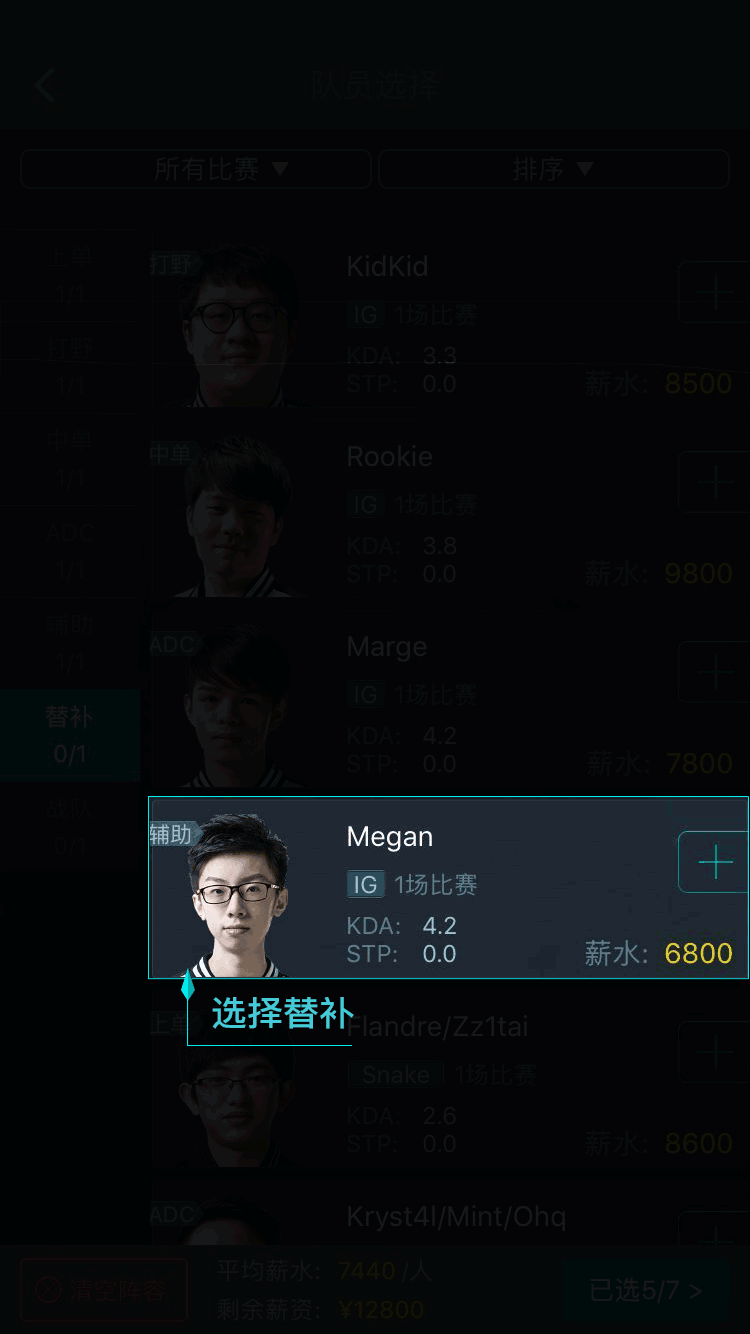 队员选择
所有比赛 ▼
排序 ▼
上单
1/1
打野
1/1
中单
1/1
ADC
1/1
辅助
1/1
替补
0/1
战队
0/1
打野
KidKid
IG 1场比赛
KDA: 3.3
STP: 0.0
薪水: 8500
中单
Rookie
IG 1场比赛
KDA: 3.8
STP: 0.0
薪水: 9800
ADC
Marge
IG 1场比赛
KDA: 4.2
STP: 0.0
薪水: 7800
辅助
Megan
IG 1场比赛
KDA: 4.2
STP: 0.0
薪水: 6800
选择替补
上单
Flandre/Zz1tai
Snake 1场比赛
KDA: 2.6
STP: 0.0
薪水: 8600
ADC
Kryst4l/Mint/Ohq
清空阵容
平均薪水: 7440 /人
剩余薪资: ¥12800
已选5/7 >